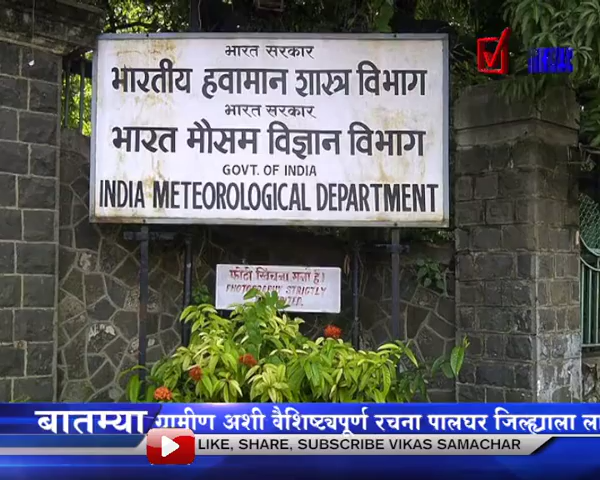 भारत सरकार
भारतीय हवामान शास्त्र विभाग
भारत सरकार
भारत मौसम विज्ञान विभाग
GOVT. OF INDIA
INDIA METEOROLOGICAL DEPARTMENT
NEWS
फोटो खिंचना मना है।
PHOTOGRAPHY STRICTLY
बातम्या ग्रामीण अशी वैशिष्ट्यपूर्ण रचना पालघर जिल्ह्याला
LIKE, SHARE, SUBSCRIBE VIKAS SAMACHAR